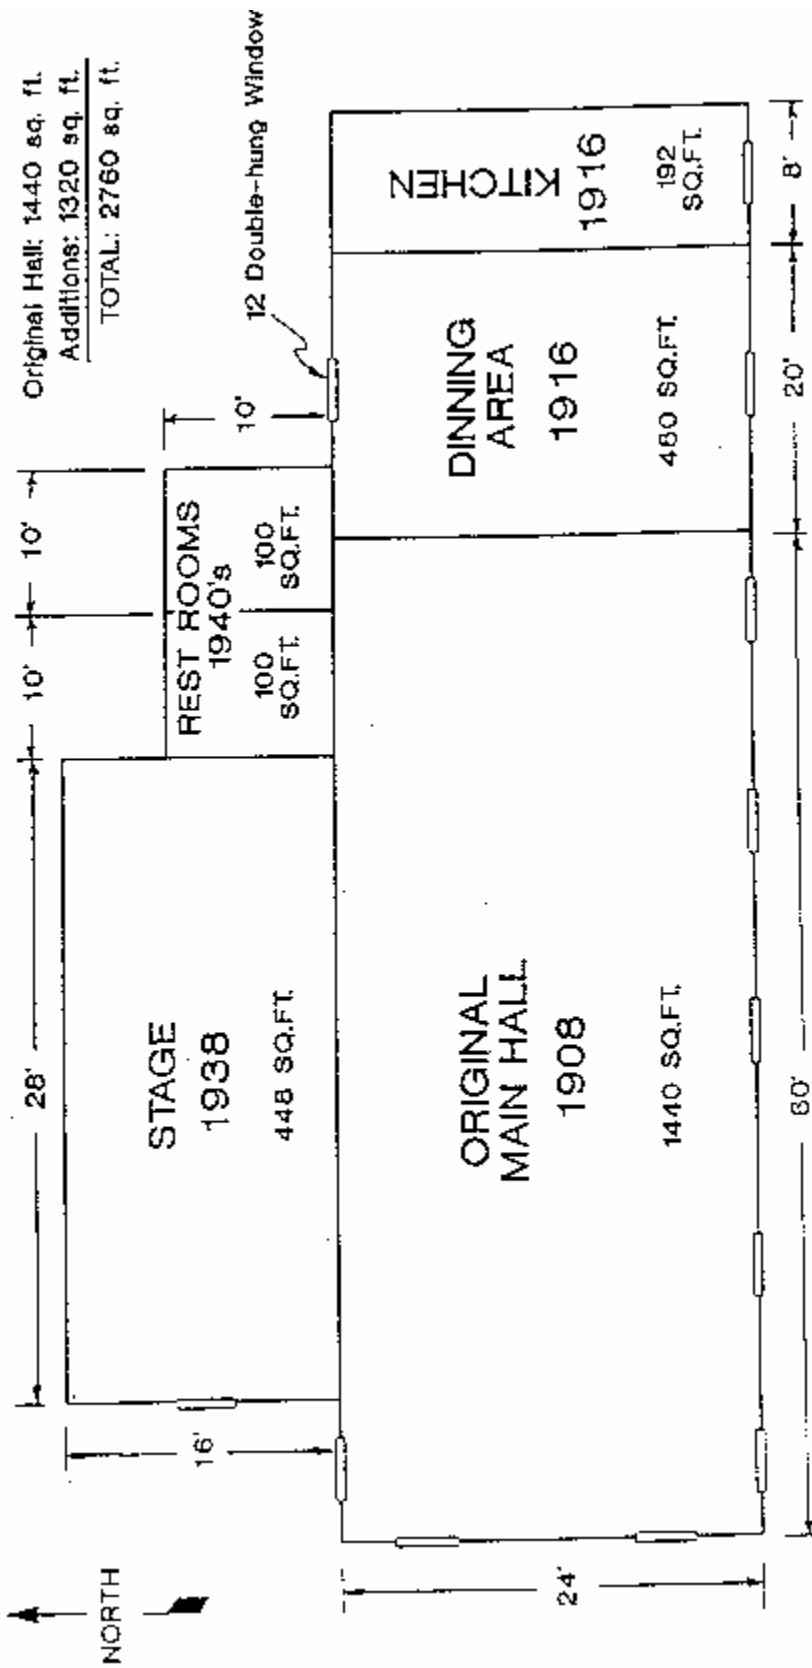 Original Hall: 1440 sq. ft.
Additions: 1320 sq. ft.
TOTAL: 2760 sq. ft.
12 Double-hung Window
28'
10'
10'
10'
16'
STAGE
1938
448 SQ.FT.
REST ROOMS
1940's
100
SQ.FT.
100
SQ.FT.
ORIGINAL
MAIN HALL
1908
1440 SQ.FT.
DINNING
AREA
1916
480 SQ.FT.
KITCHEN
1916
192
SQ.FT.
24'
60'
20'
8'
NORTH